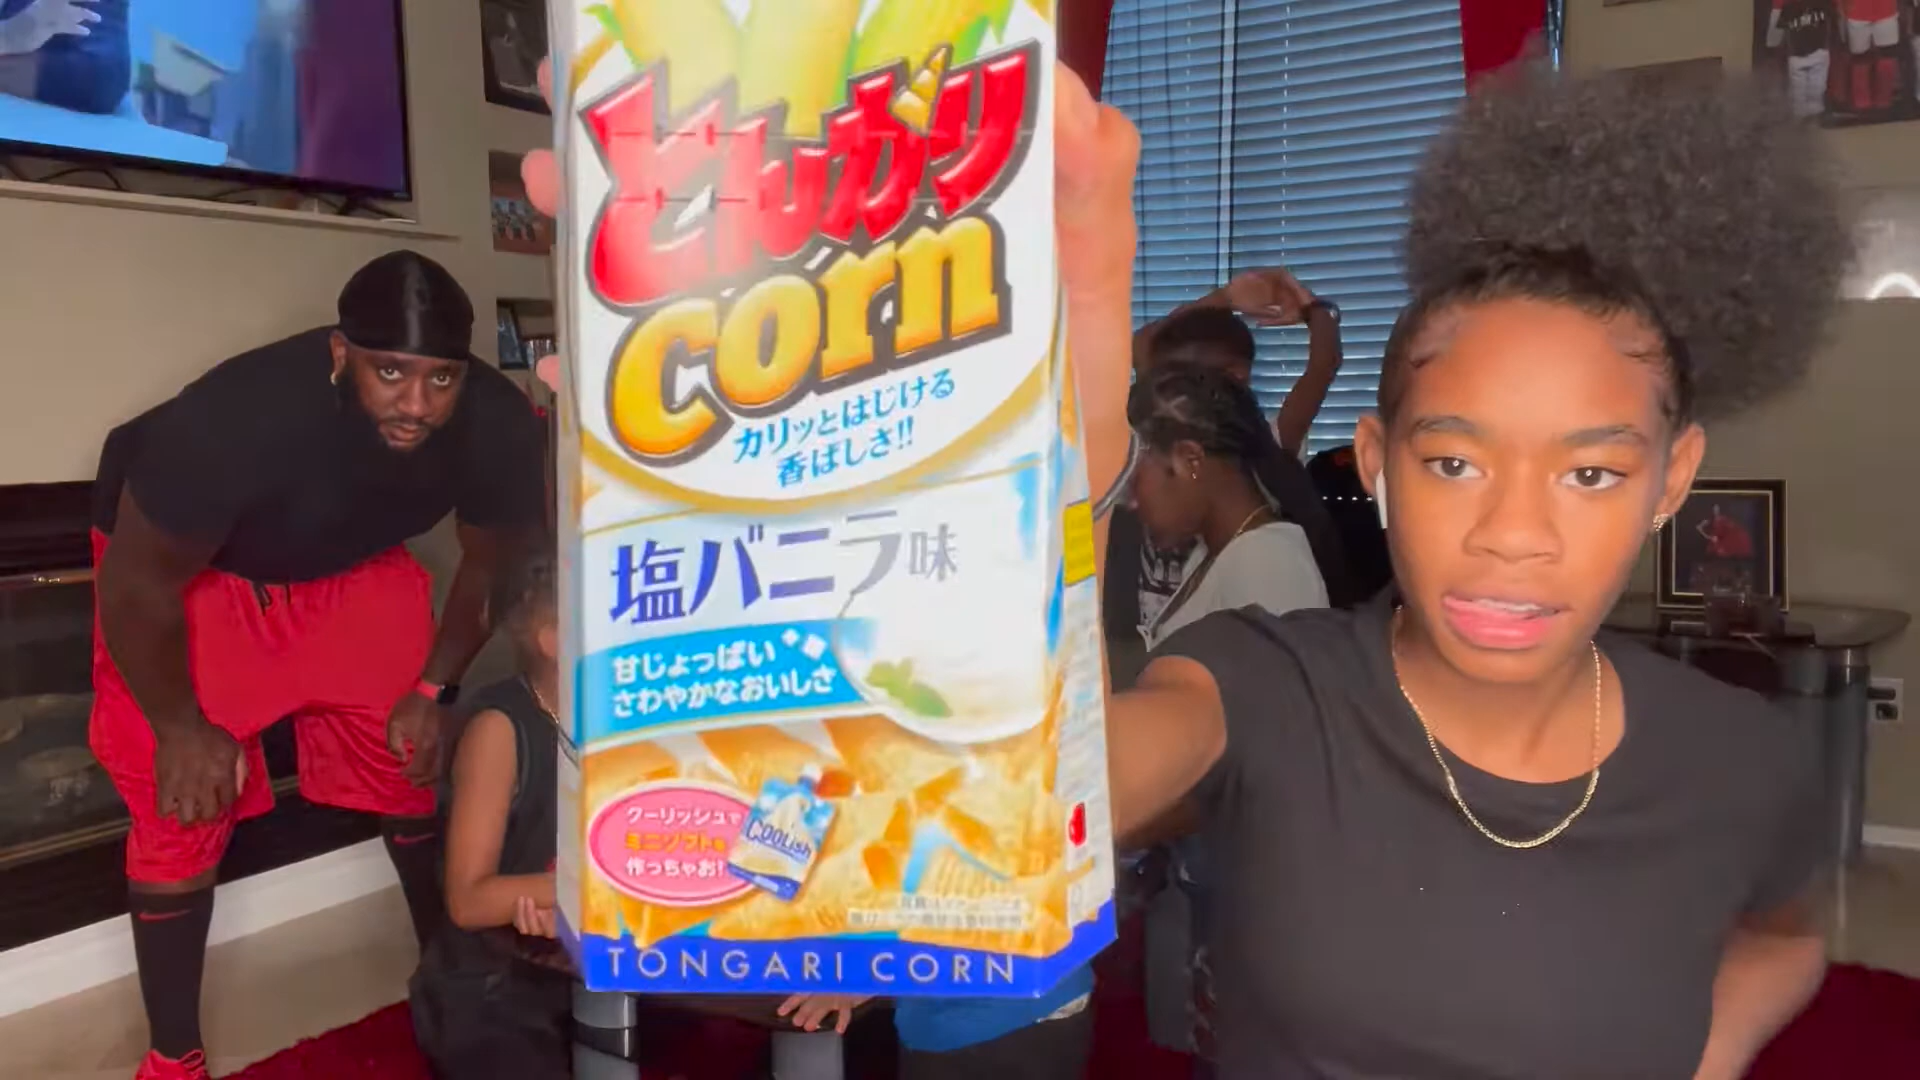 とんがり
corn
カリッとはじける
香ばしさ!!
塩バニラ味
甘じょっぱい
さわやかなおいしさ
クーリッシュで
ミニソフトを
作っちゃお!
COOLish
TONGARI CORN